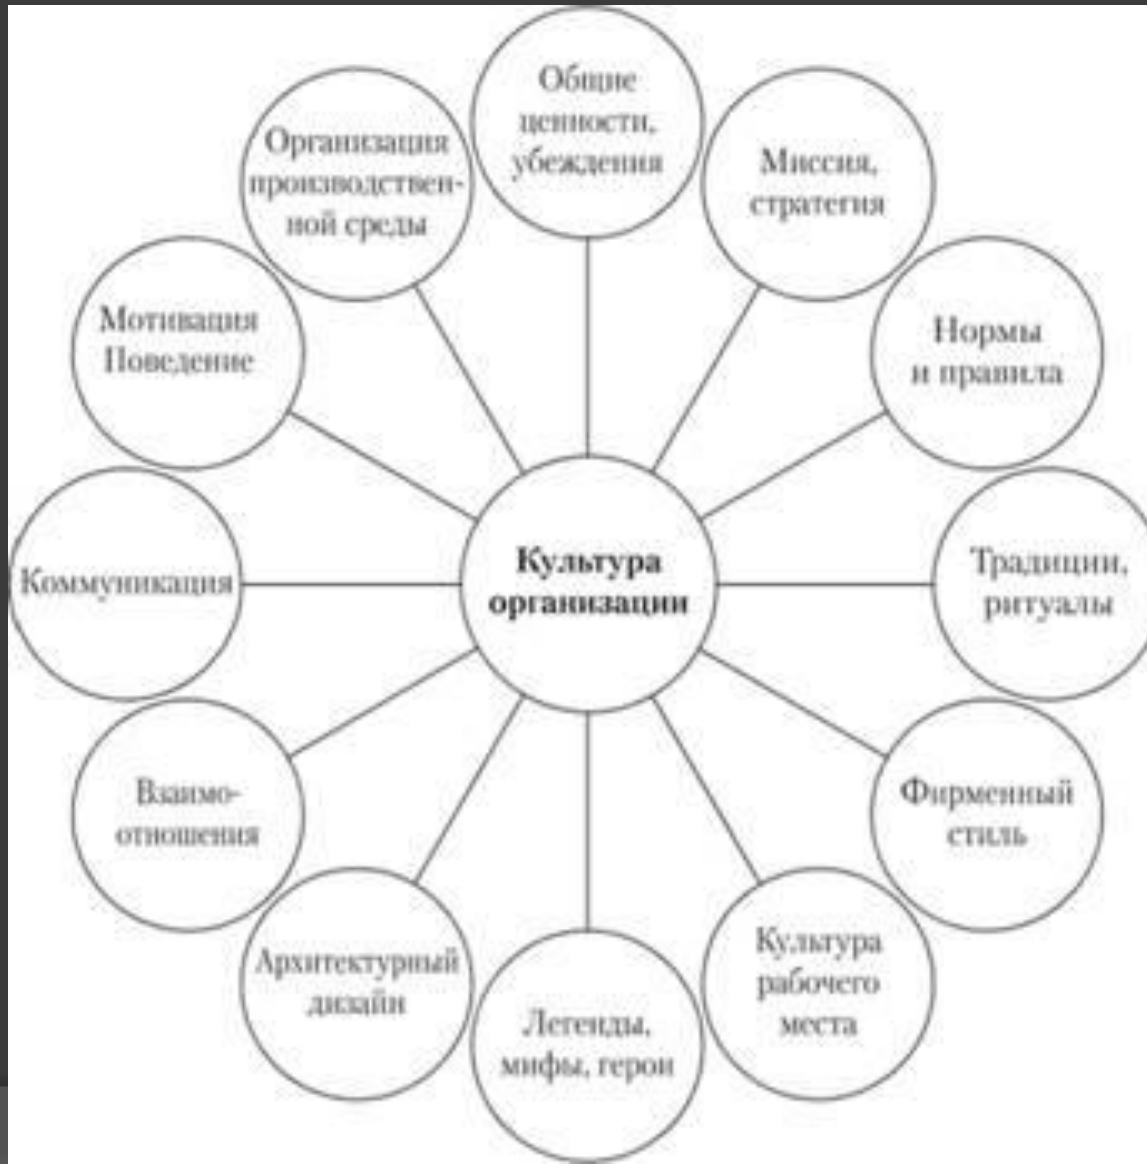 Общие
ценности,
убеждения
Миссия,
стратегия
Нормы
и правила
Традиции,
ритуалы
Фирменный
стиль
Культура
рабочего
места
Легенды,
мифы, герои
Архитектурный
дизайн
Взаимо-
отношения
Коммуникация
Мотивация
Поведение
Организация
производствен-
ной среды
Культура
организации